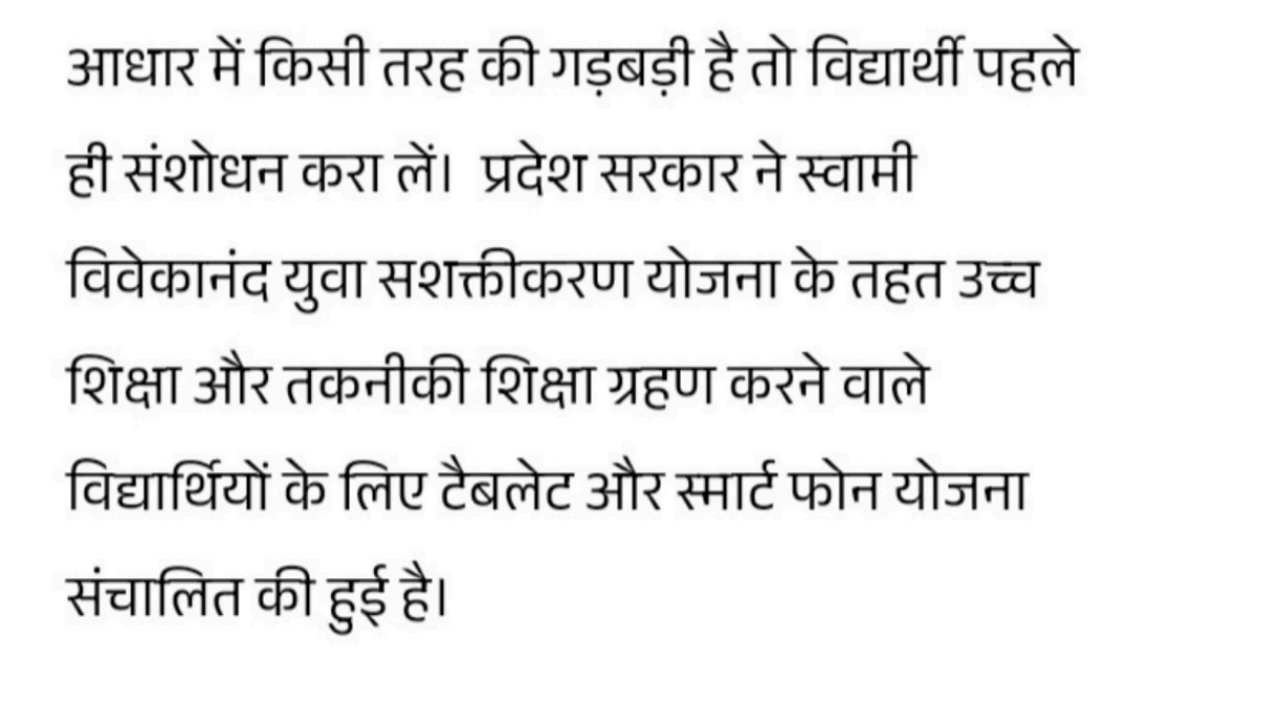 आधार में किसी तरह की गड़बड़ी है तो विद्यार्थी पहले
ही संशोधन करा लें। प्रदेश सरकार ने स्वामी
विवेकानंद युवा सशक्तीकरण योजना के तहत उच्च
शिक्षा और तकनीकी शिक्षा ग्रहण करने वाले
विद्यार्थियों के लिए टैबलेट और स्मार्ट फोन योजना
संचालित की हुई है।